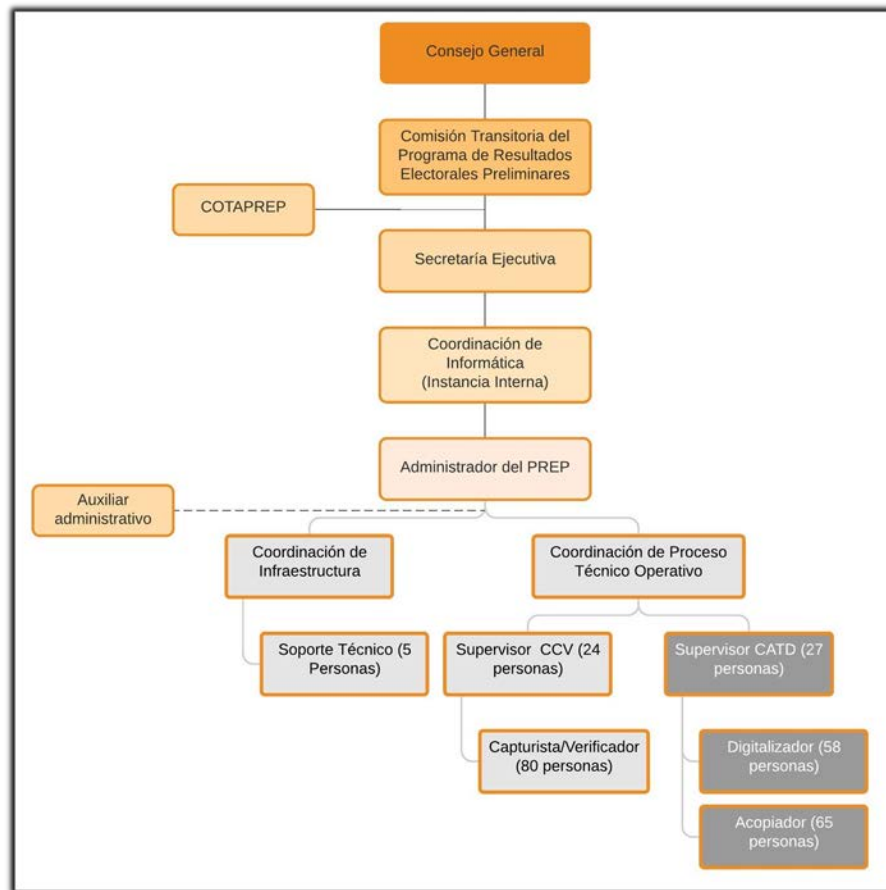 Consejo General
Comisión Transitoria del
Programa de Resultados
Electorales Preliminares
COTAPREP
Secretaría Ejecutiva
Coordinación de
Informática
(Instancia Interna)
Administrador del PREP
Auxiliar
administrativo
Coordinación de
Infraestructura
Coordinación de Proceso
Técnico Operativo
Soporte Técnico (5
Personas)
Supervisor CCV (24
personas)
Supervisor CATD (27
personas)
Capturista/Verificador
(80 personas)
Digitalizador (58
personas)
Acopiador (65
personas)